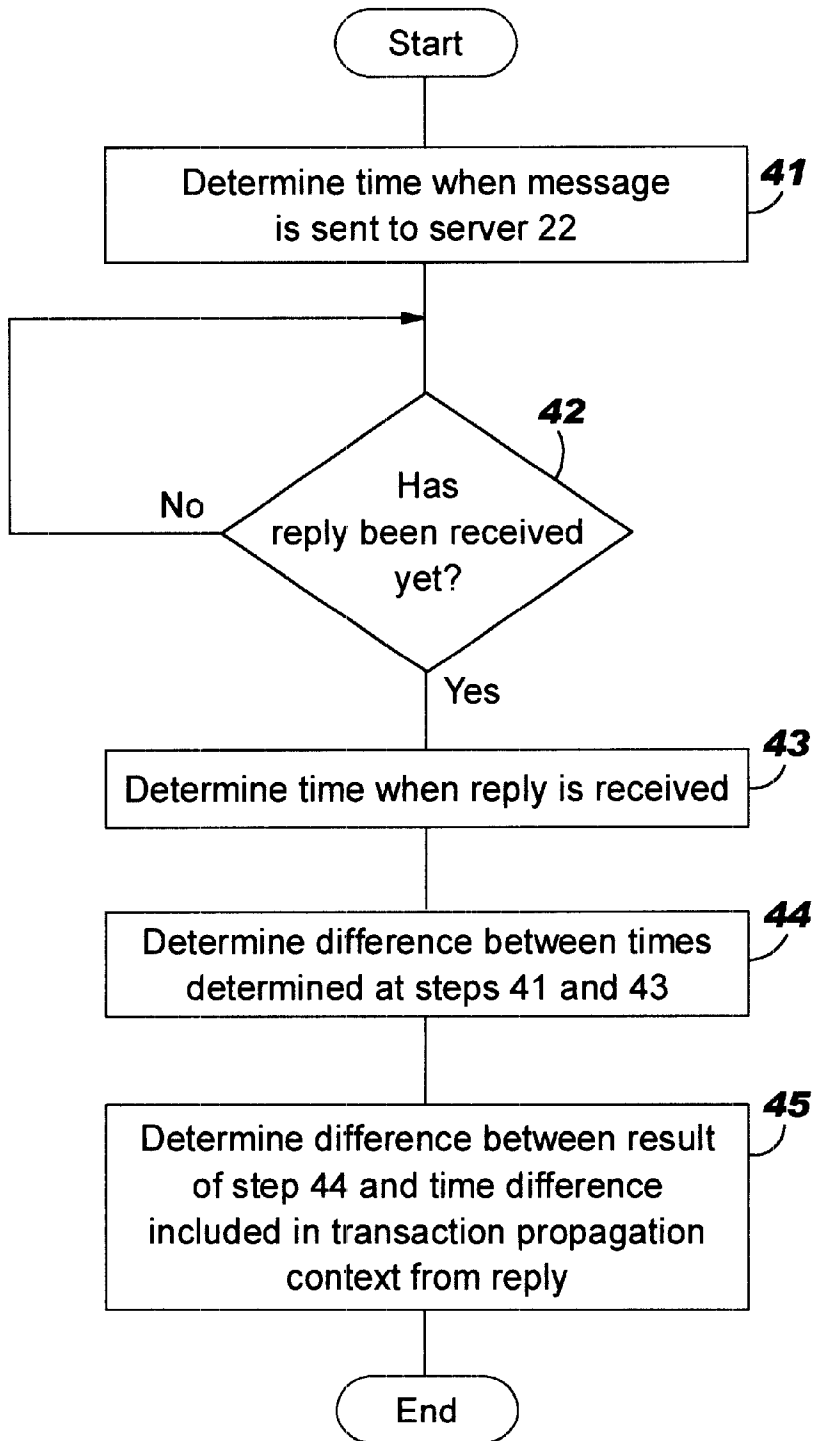 Start
Determine time when message
is sent to server 22
41
42
Has
reply been received
yet?
No
Yes
43
Determine time when reply is received
44
Determine difference between times
determined at steps 41 and 43
45
Determine difference between result
of step 44 and time difference
included in transaction propagation
context from reply
End